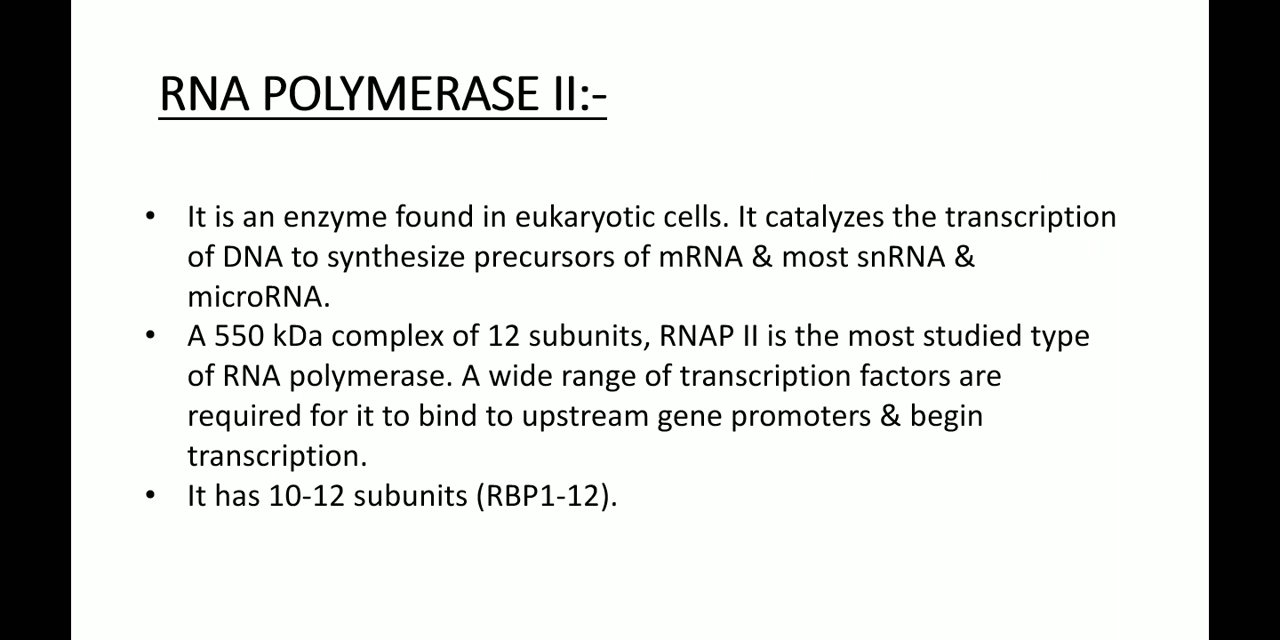 RNA POLYMERASE II:-
• It is an enzyme found in eukaryotic cells. It catalyzes the transcription
of DNA to synthesize precursors of mRNA & most snRNA &
microRNA.
• A 550 kDa complex of 12 subunits, RNAP II is the most studied type
of RNA polymerase. A wide range of transcription factors are
required for it to bind to upstream gene promoters & begin
transcription.
• It has 10-12 subunits (RBP1-12).